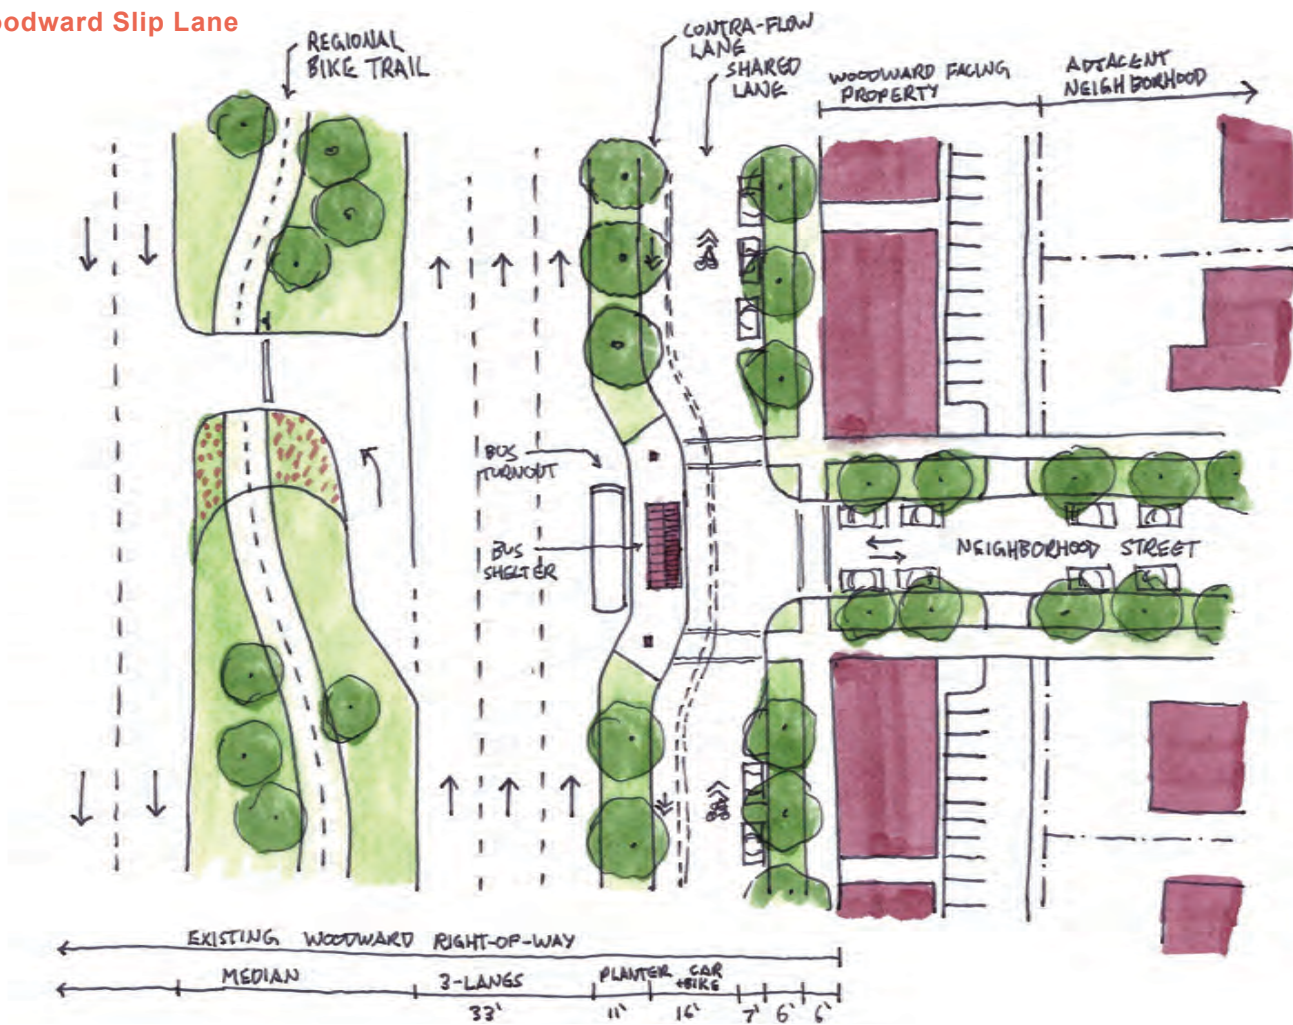 oodward Slip Lane
REGIONAL
BIKE TRAIL
CONTRA-FLOW
LANE
SHARED
LANE
WOODWARD FACING
PROPERTY
ADJACENT
NEIGHBORHOOD
BUS
TURNOUT
BUS
SHELTER
NEIGHBORHOOD STREET
EXISTING WOODWARD RIGHT-OF-WAY
MEDIAN
3-LANES
PLANTER
CAR
+BIKE
33'
11'
16'
7'
6'
6'